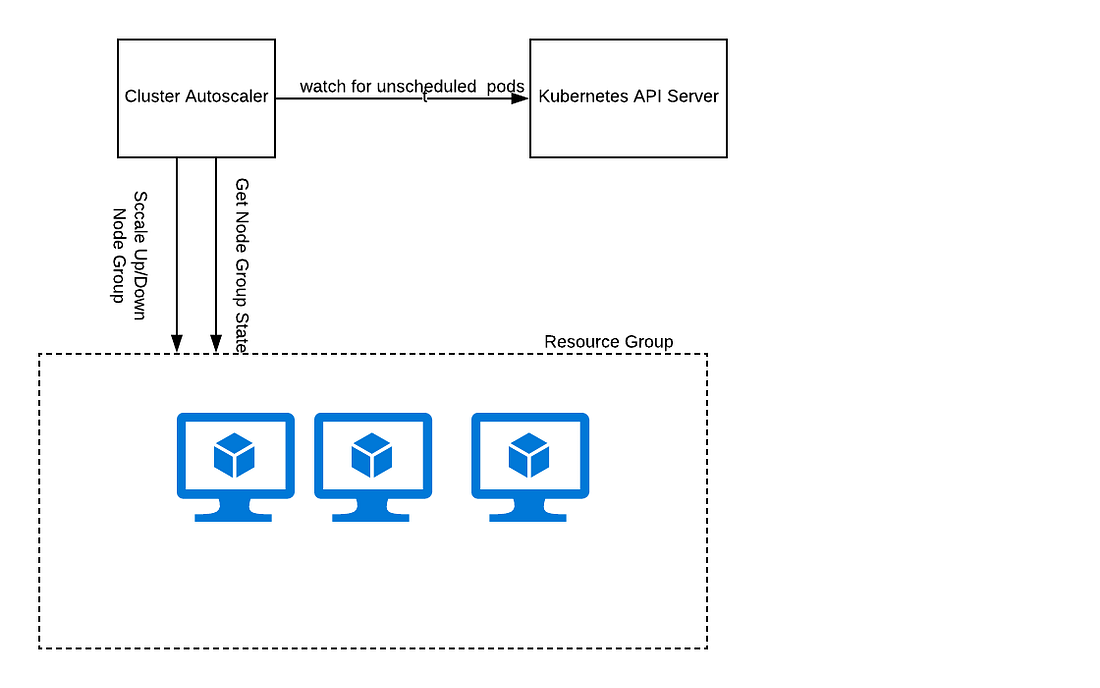 Cluster Autoscaler
watch for unscheduled  pods
t
Kubernetes API Server
Sccale Up/Down
Node Group
Get Node Group State
Resource Group